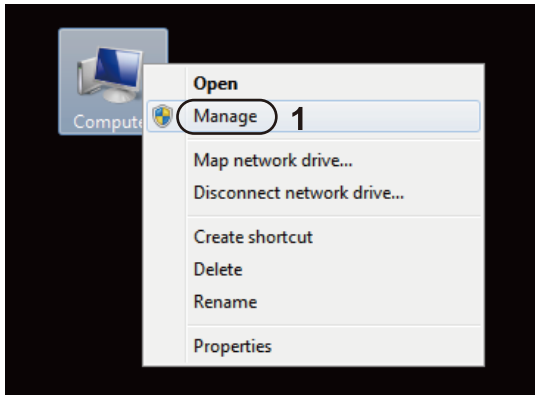 Open
Compute
Manage
1
Map network drive...
Disconnect network drive...
Create shortcut
Delete
Rename
Properties